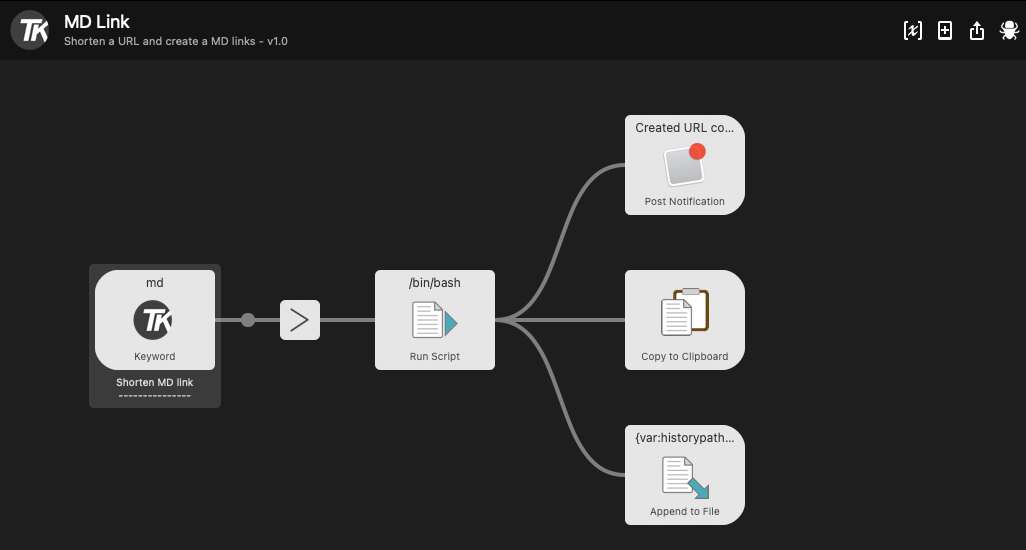 TK
MD Link
Shorten a URL and create a MD links - v1.0
Created URL co...
Post Notification
md
TK
Keyword
Shorten MD link
---------------
/bin/bash
Run Script
Copy to Clipboard
{var:historypath...
Append to File